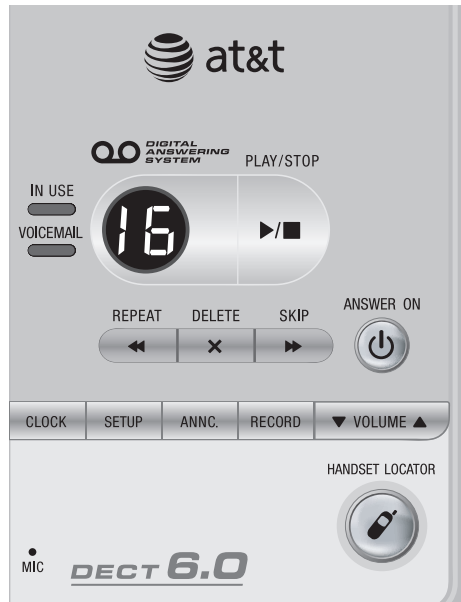 at&t
DIGITAL
ANSWERING
SYSTEM
PLAY/STOP
IN USE
VOICEMAIL
16
REPEAT DELETE SKIP
ANSWER ON
CLOCK SETUP ANNC. RECORD VOLUME
HANDSET LOCATOR
MIC
DECT 6.0